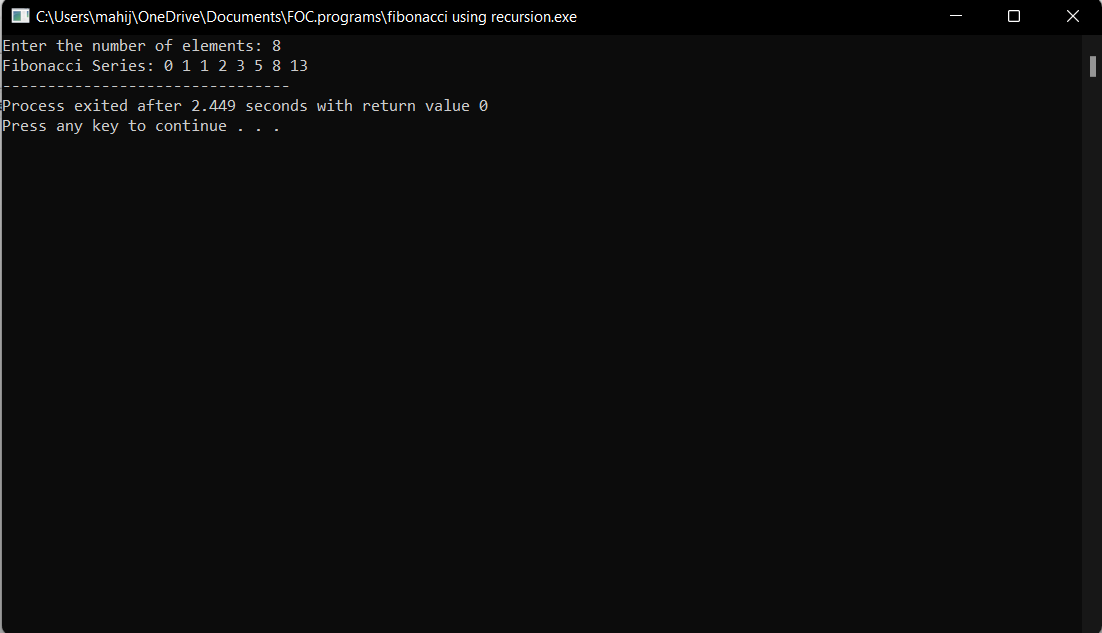 C:\Users\mahij\OneDrive\Documents\FOC.programs\fibonacci using recursion.exe
Enter the number of elements: 8
Fibonacci Series: 0 1 1 2 3 5 8 13
--------------------------------
Process exited after 2.449 seconds with return value 0
Press any key to continue . . .